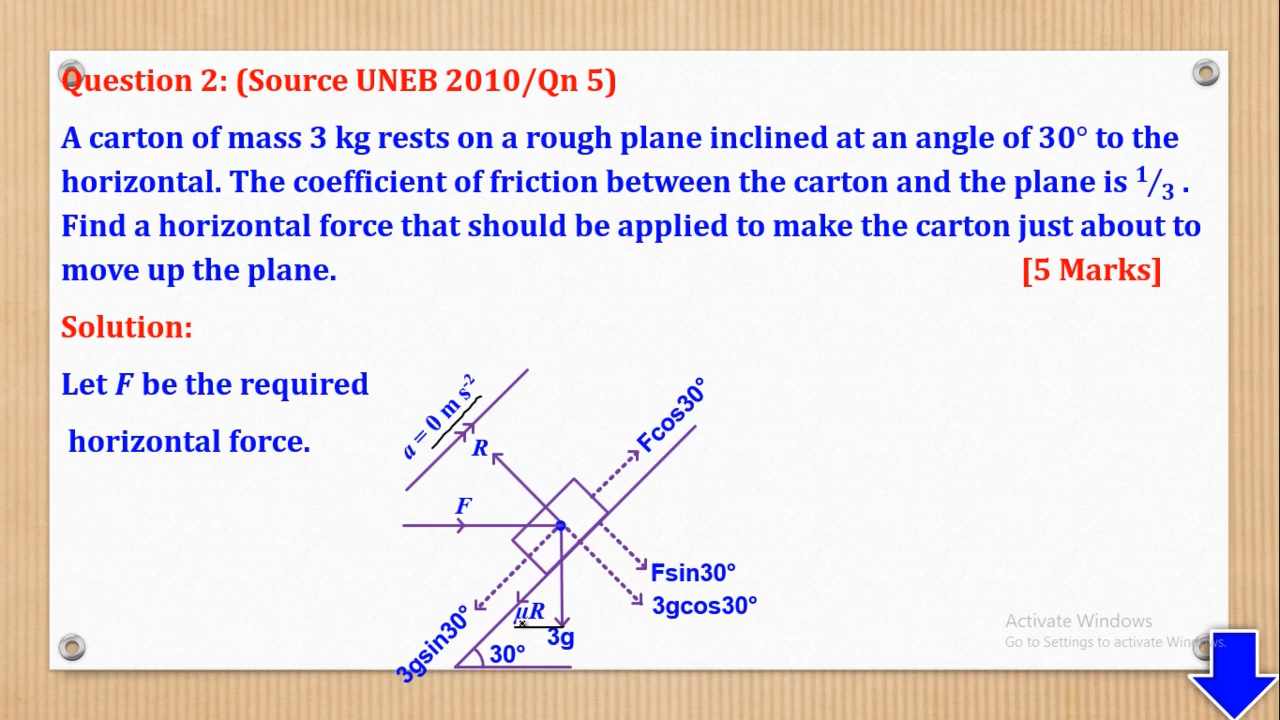 Question 2: (Source UNEB 2010/Qn 5)
A carton of mass 3 kg rests on a rough plane inclined at an angle of 30° to the
horizontal. The coefficient of friction between the carton and the plane is 1/3 .
Find a horizontal force that should be applied to make the carton just about to
move up the plane. [5 Marks]
Solution:
Let F be the required
horizontal force.
a = 0 m s⁻²
R
Fcos30°
F
Fsin30°
3gcos30°
μR
3g
3gsin30°
30°
Activate Windows
Go to Settings to activate Windows.